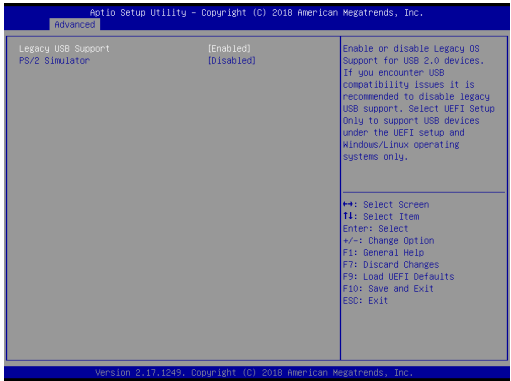 Aptio Setup Utility – Copyright (C) 2018 American Megatrends, Inc.
Advanced
Legacy USB Support [Enabled]
PS/2 Simulator [Disabled]
Enable or disable Legacy OS
Support for USB 2.0 devices.
If you encounter USB
compatibility issues it is
recommended to disable legacy
USB support. Select UEFI Setup
Only to support USB devices
under the UEFI setup and
Windows/Linux operating
systems only.
↔: Select Screen
↑↓: Select Item
Enter: Select
+/-: Change Option
F1: General Help
F7: Discard Changes
F9: Load UEFI Defaults
F10: Save and Exit
ESC: Exit
Version 2.17.1249. Copyright (C) 2018 American Megatrends, Inc.